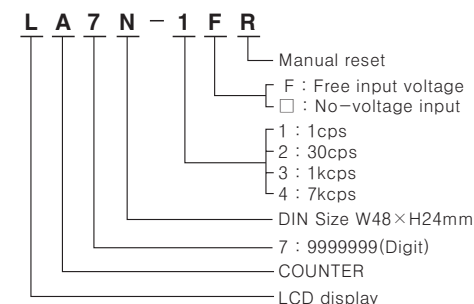 L A 7 N - 1 F R
Manual reset
F : Free input voltage
□ : No-voltage input
1 : 1cps
2 : 30cps
3 : 1kcps
4 : 7kcps
DIN Size W48×H24mm
7 : 9999999(Digit)
COUNTER
LCD display